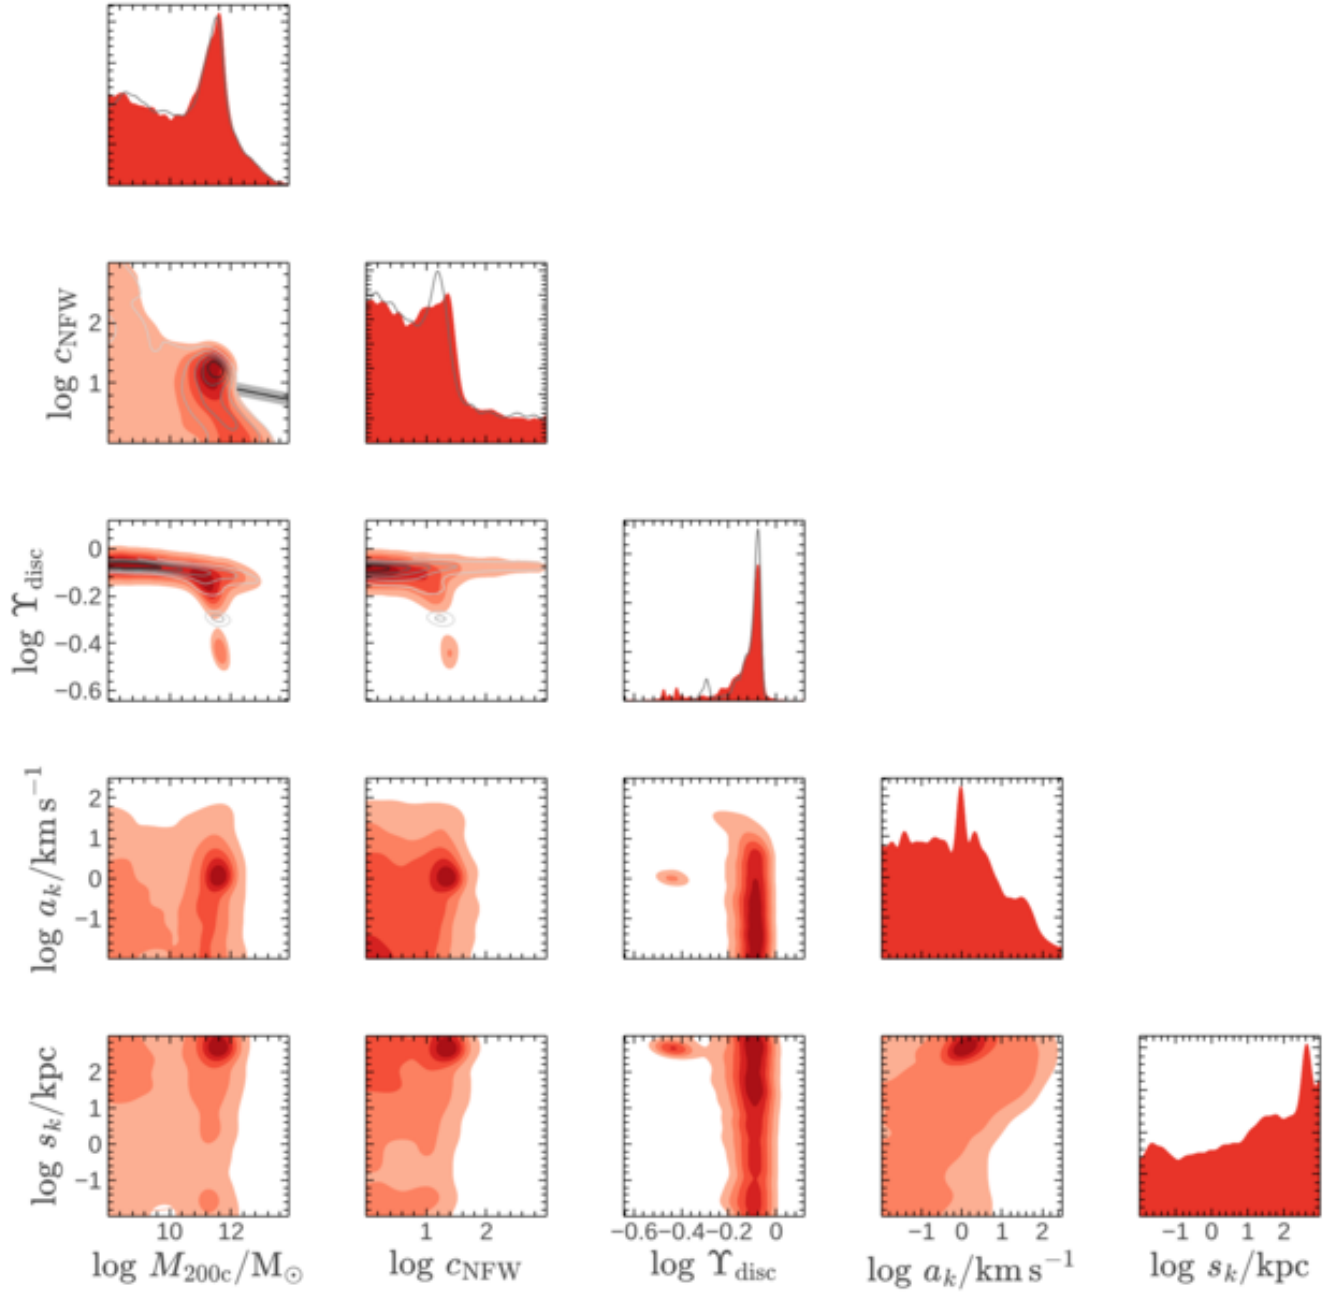 log c_NFW
2
1
log ϒ_disc
0
−0.2
−0.4
−0.6
log a_k/km s⁻¹
2
1
0
−1
log s_k/kpc
2
1
0
−1
10 12
1 2
−0.6 −0.4 −0.2 0
−1 0 1 2
−1 0 1 2
log M_200c/M_⊙
log c_NFW
log ϒ_disc
log a_k/km s⁻¹
log s_k/kpc